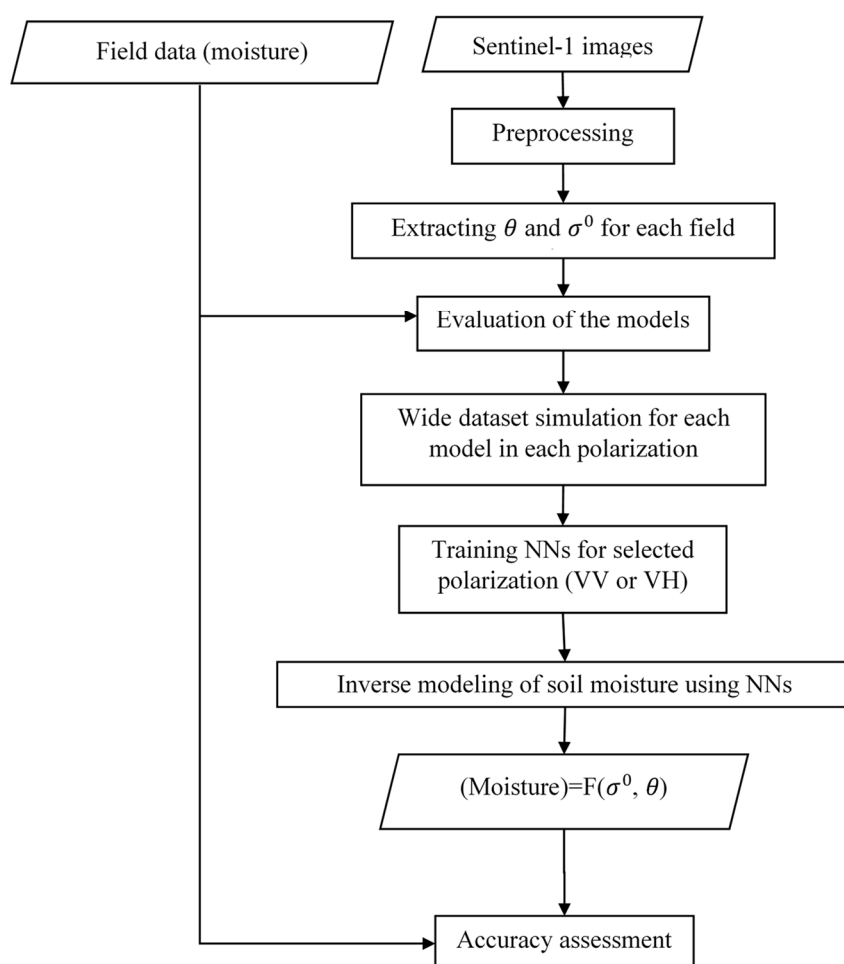 Field data (moisture)
Sentinel-1 images
Preprocessing
Extracting θ and σ⁰ for each field
Evaluation of the models
Wide dataset simulation for each
model in each polarization
Training NNs for selected
polarization (VV or VH)
Inverse modeling of soil moisture using NNs
(Moisture)=F(σ⁰, θ)
Accuracy assessment